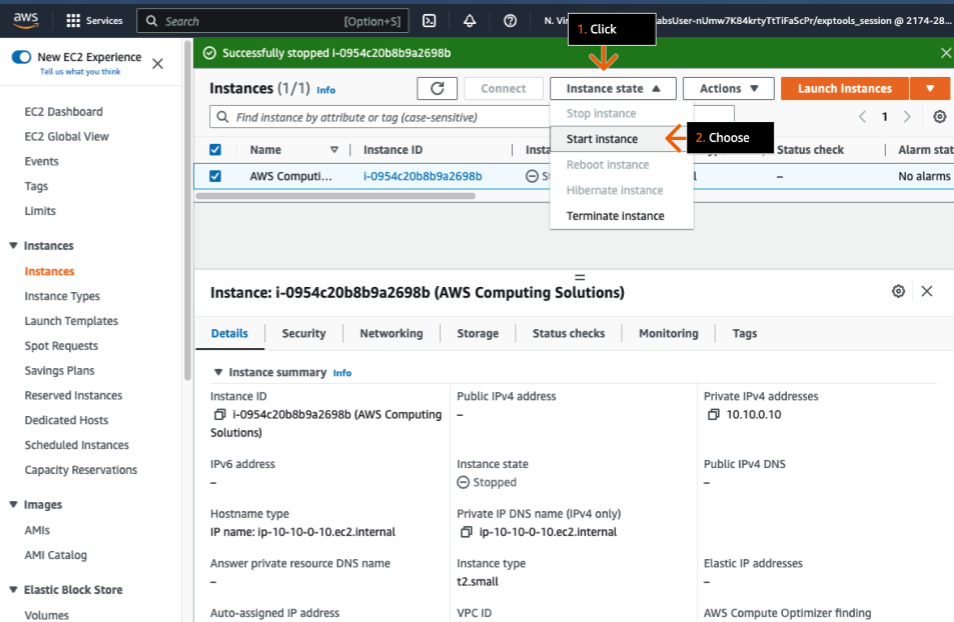 aws
Services
Search
[Option+S]
N. Vir
absUser-nUmw7K84krtyTtTiFaScPr/exptools_session @ 2174-28...
1. Click
New EC2 Experience
Tell us what you think
Successfully stopped i-0954c20b8b9a2698b
Instances (1/1) Info
Connect
Instance state
Actions
Launch instances
Find instance by attribute or tag (case-sensitive)
1
Stop instance
Start instance
2. Choose
Reboot instance
Hibernate instance
Terminate instance
Name
Instance ID
Insta
Status check
Alarm stat
AWS Computi...
i-0954c20b8b9a2698b
–
No alarms
EC2 Dashboard
EC2 Global View
Events
Tags
Limits
Instances
Instances
Instance Types
Launch Templates
Spot Requests
Savings Plans
Reserved Instances
Dedicated Hosts
Scheduled Instances
Capacity Reservations
Images
AMIs
AMI Catalog
Elastic Block Store
Volumes
Instance: i-0954c20b8b9a2698b (AWS Computing Solutions)
Details
Security
Networking
Storage
Status checks
Monitoring
Tags
Instance summary Info
Instance ID
i-0954c20b8b9a2698b (AWS Computing
Solutions)
Public IPv4 address
–
Private IPv4 addresses
10.10.0.10
IPv6 address
–
Instance state
Stopped
Public IPv4 DNS
–
Hostname type
IP name: ip-10-10-0-10.ec2.internal
Private IP DNS name (IPv4 only)
ip-10-10-0-10.ec2.internal
Answer private resource DNS name
–
Instance type
t2.small
Elastic IP addresses
–
Auto-assigned IP address
VPC ID
AWS Compute Optimizer finding